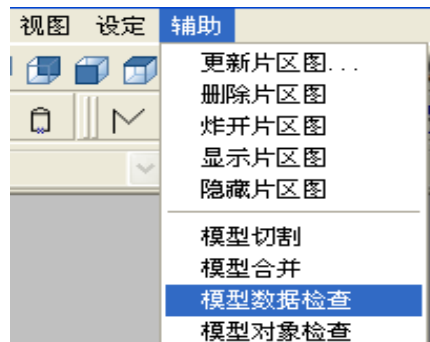 视图 设定 辅助
更新片区图...
删除片区图
炸开片区图
显示片区图
隐藏片区图
模型切割
模型合并
模型数据检查
模型对象检查